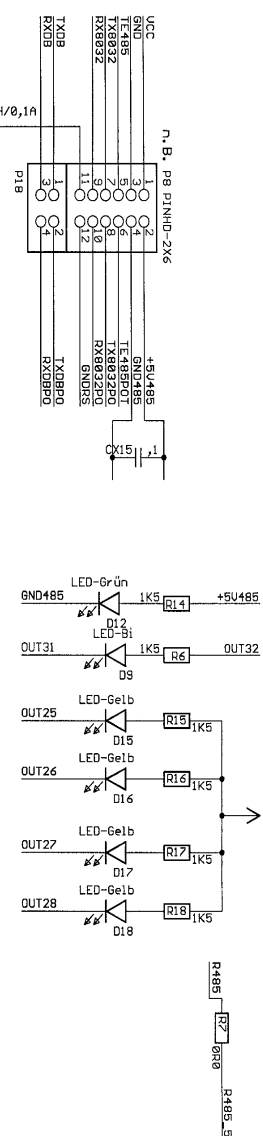 VCC
GND
TE485
TX8032
RX8032
TXDB
RXDB
H/0,1A
n.B. P8 PINHD-2X6
1 2
3 4
5 6
7 8
9 10
11 12
1 2
3 4
P18
+5V485
GND485
TE485POT
TX8032PO
RX8032PO
GNDRS
TXDBPO
RXDBPO
CX15 ,1
LED-Grün
GND485 1K5 R14 +5V485
D12
LED-Bi
OUT31 1K5 R6 OUT32
D9
LED-Gelb
OUT25 R15 1K5
D15
LED-Gelb
OUT26 R16 1K5
D16
LED-Gelb
OUT27 R17 1K5
D17
LED-Gelb
OUT28 R18 1K5
D18
R485
R7
0R0
R485_5